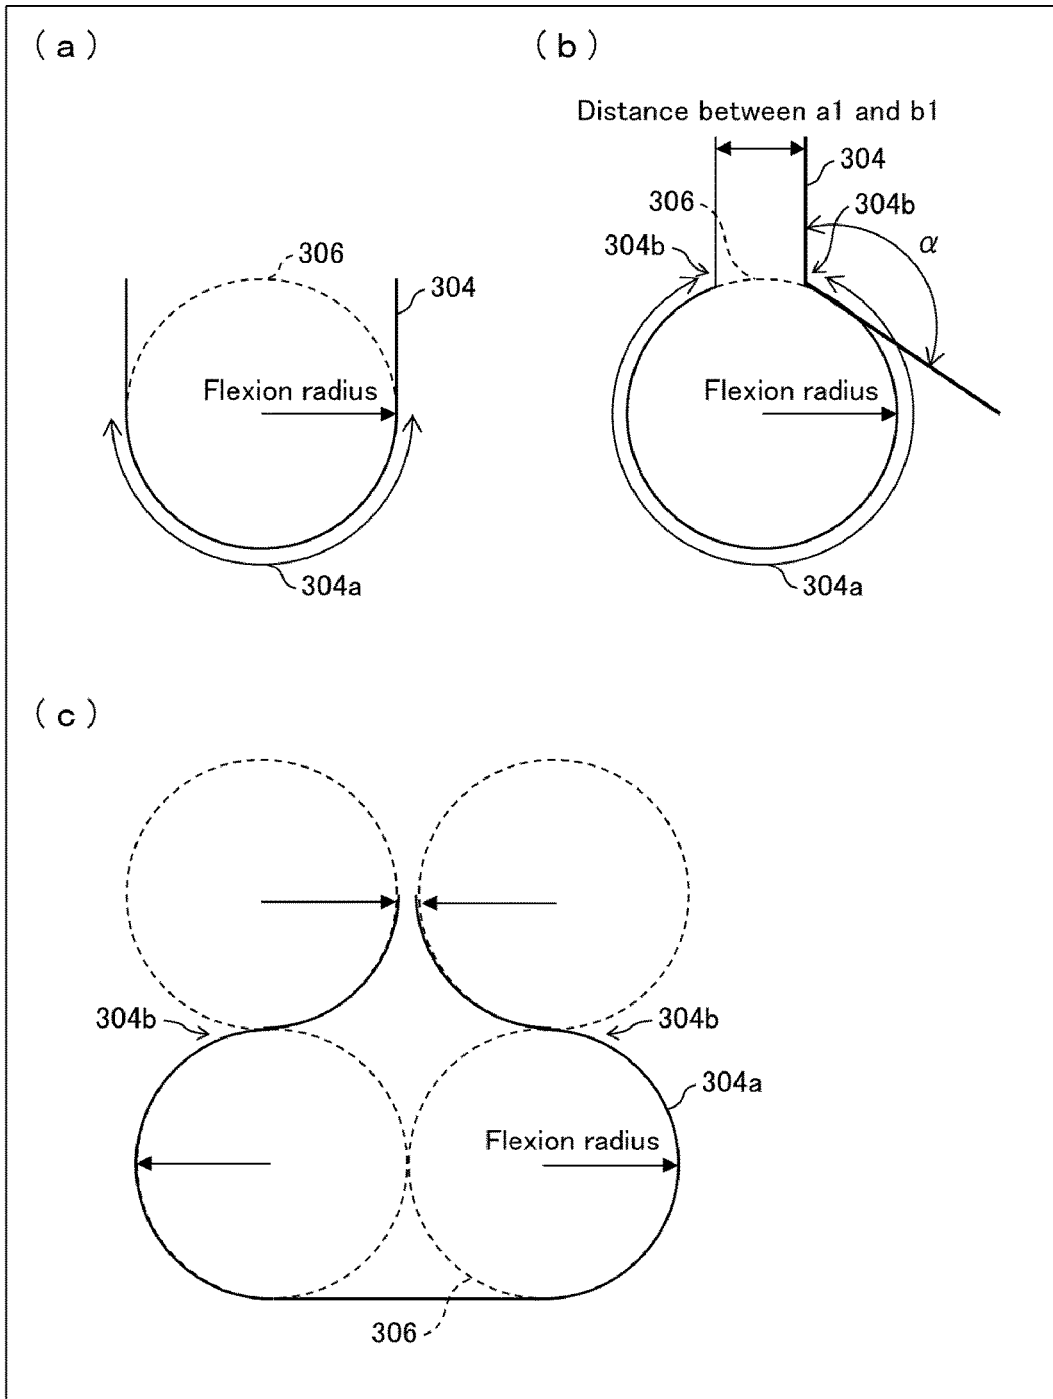 (a)
(b)
Distance between a1 and b1
304
306
304b
304b
α
306
304
Flexion radius
Flexion radius
304a
304a
(c)
304b
304b
304a
Flexion radius
306